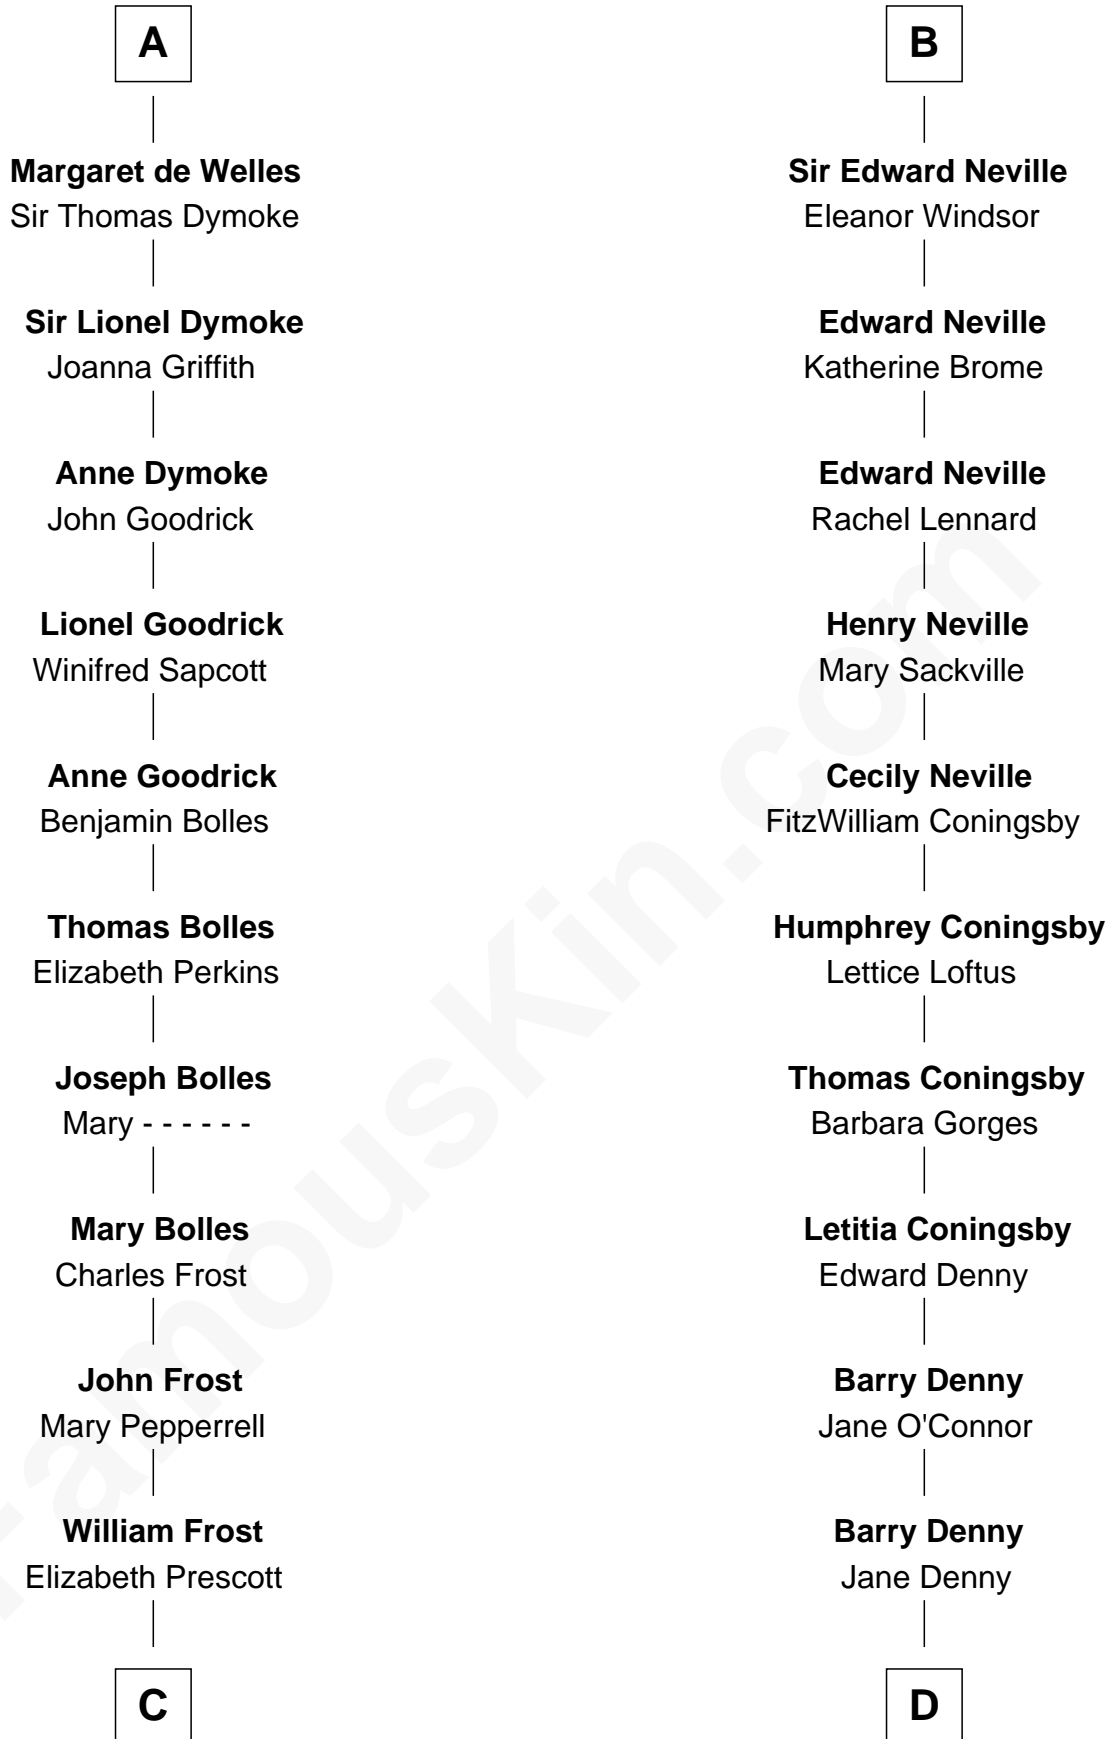 A
Margaret de Welles
Sir Thomas Dymoke
Sir Lionel Dymoke
Joanna Griffith
Anne Dymoke
John Goodrick
Lionel Goodrick
Winifred Sapcott
Anne Goodrick
Benjamin Bolles
Thomas Bolles
Elizabeth Perkins
Joseph Bolles
Mary - - - - - -
Mary Bolles
Charles Frost
John Frost
Mary Pepperrell
William Frost
Elizabeth Prescott
C
B
Sir Edward Neville
Eleanor Windsor
Edward Neville
Katherine Brome
Edward Neville
Rachel Lennard
Henry Neville
Mary Sackville
Cecily Neville
FitzWilliam Coningsby
Humphrey Coningsby
Lettice Loftus
Thomas Coningsby
Barbara Gorges
Letitia Coningsby
Edward Denny
Barry Denny
Jane O'Connor
Barry Denny
Jane Denny
D
FamousKin.com